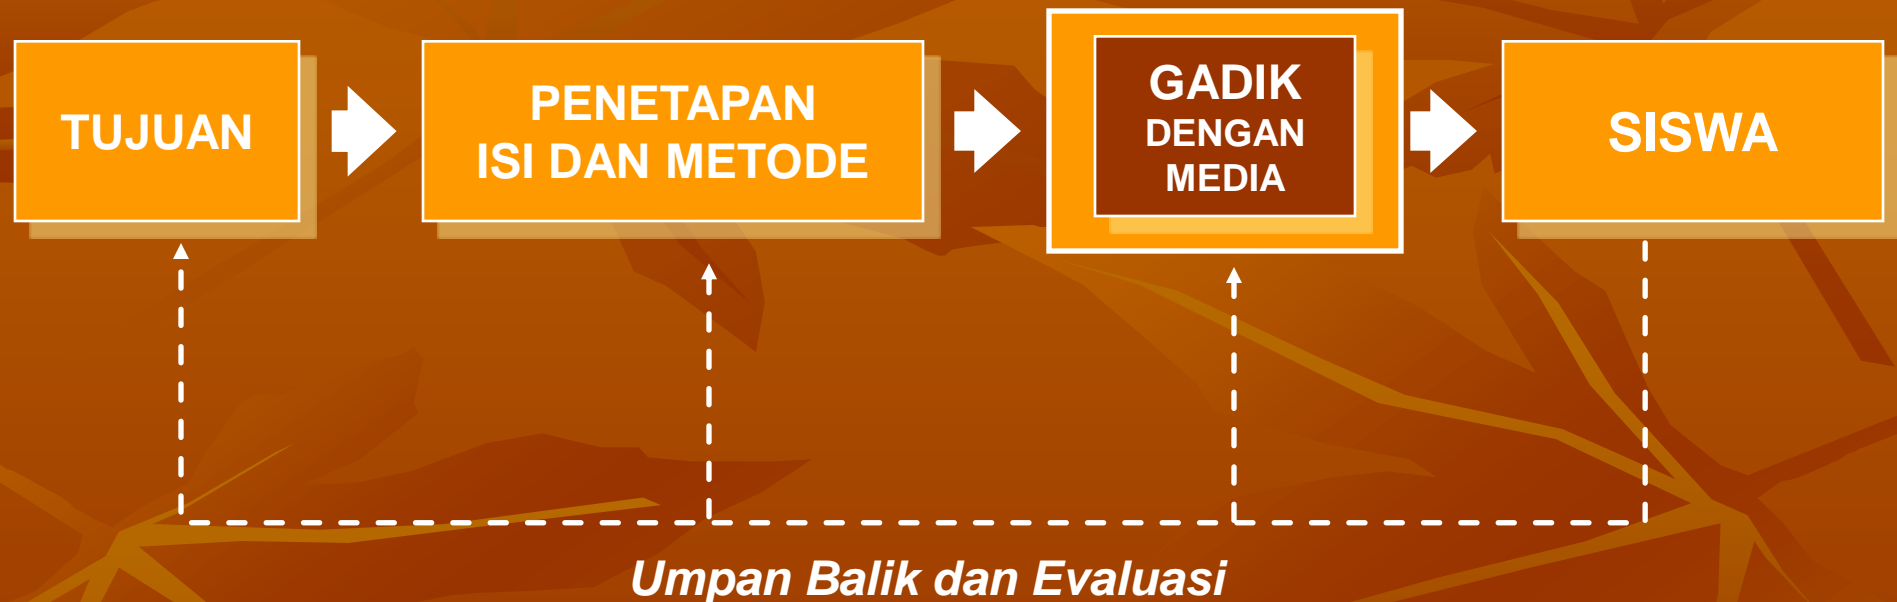 TUJUAN
PENETAPAN
ISI DAN METODE
GADIK
DENGAN
MEDIA
SISWA
Umpan Balik dan Evaluasi